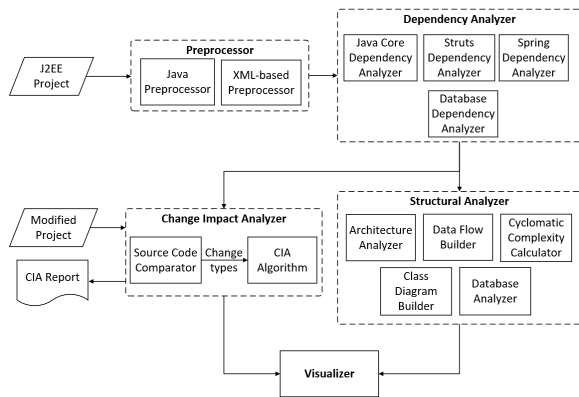 Dependency Analyzer
Preprocessor
J2EE
Project
Java
Preprocessor
XML-based
Preprocessor
Java Core
Dependency
Analyzer
Struts
Dependency
Analyzer
Spring
Dependency
Analyzer
Database
Dependency
Analyzer
Modified
Project
Change Impact Analyzer
Source Code
Comparator
Change
types
CIA
Algorithm
CIA Report
Structural Analyzer
Architecture
Analyzer
Data Flow
Builder
Cyclomatic
Complexity
Calculator
Class
Diagram
Builder
Database
Analyzer
Visualizer